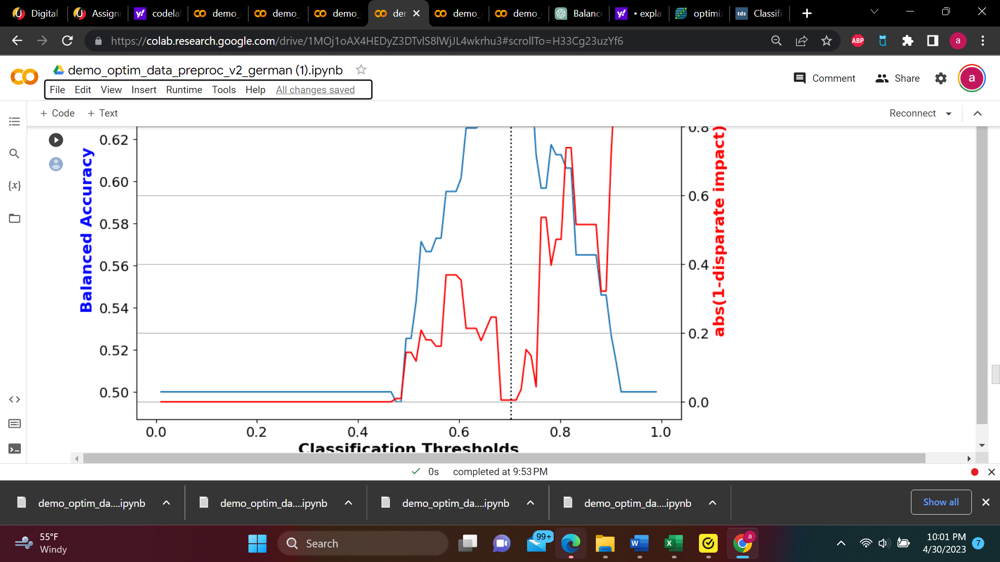 Digital
Assign
codela
demo_
demo_
demo_
der
demo_
demo_
Balance
• expla
optimiz
Classifi
https://colab.research.google.com/drive/1MOj1oAX4HEDyZ3DTvlS8lWjJL4wkrhu3#scrollTo=H33Cg23uzYf6
ABP
a
demo_optim_data_preproc_v2_german (1).ipynb
Comment
Share
a
File Edit View Insert Runtime Tools Help All changes saved
+ Code + Text
Reconnect
{x}
Balanced Accuracy
0.62
0.60
0.58
0.56
0.54
0.52
0.50
0.8
0.6
0.4
0.2
0.0
abs(1-disparate impact)
0.0 0.2 0.4 0.6 0.8 1.0
Classification Thresholds
0s completed at 9:53 PM
demo_optim_da....ipynb
demo_optim_da....ipynb
demo_optim_da....ipynb
demo_optim_da....ipynb
Show all
55°F
Windy
Search
99+
a
10:01 PM
4/30/2023
7